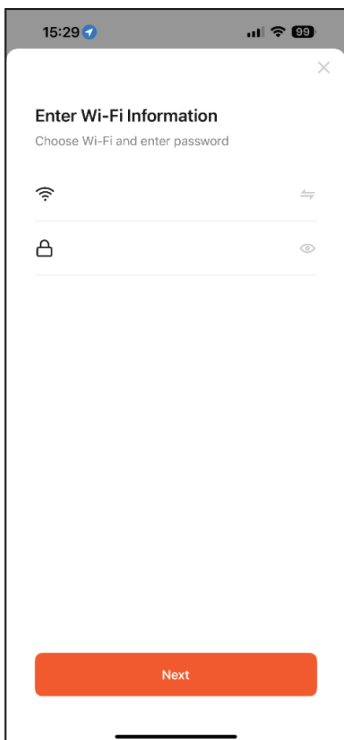 15:29
99
Enter Wi-Fi Information
Choose Wi-Fi and enter password
Next